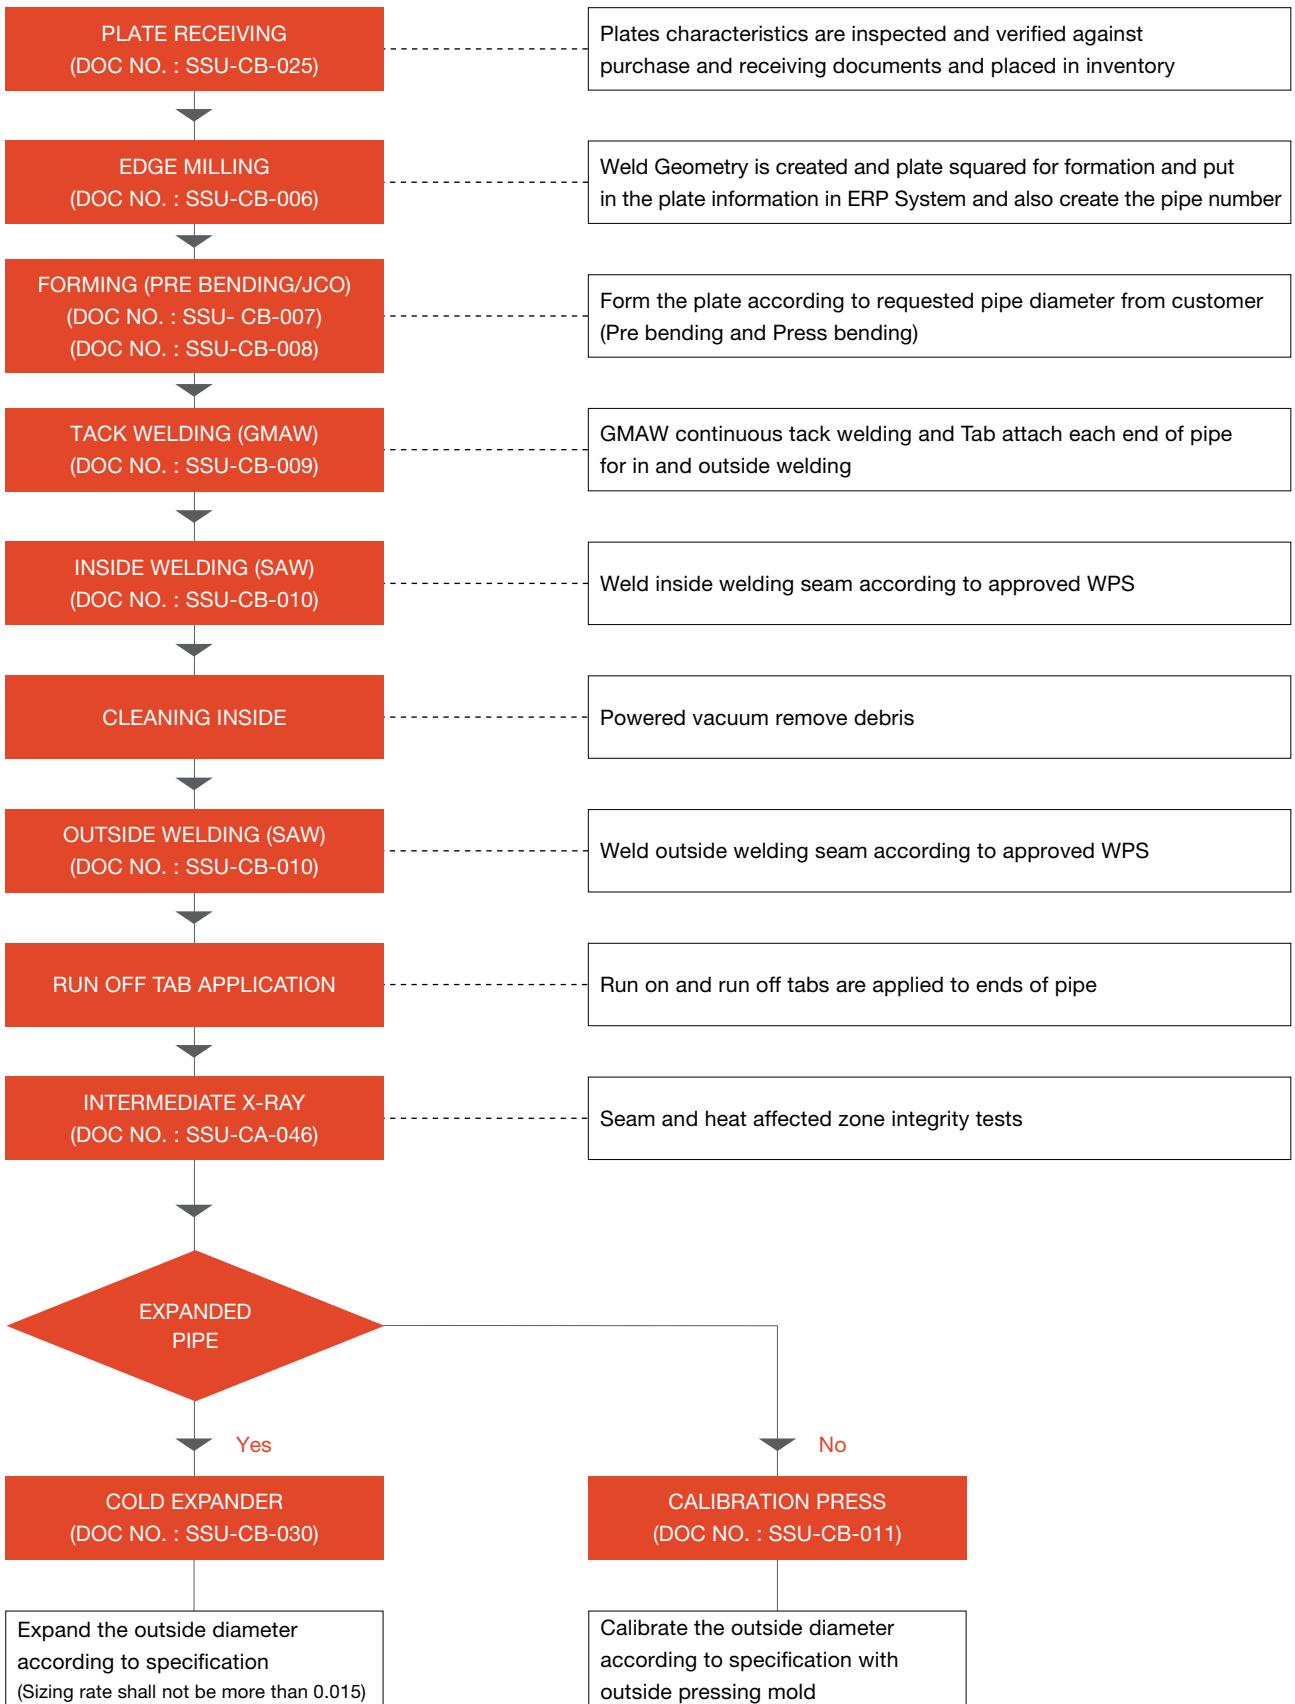 PLATE RECEIVING
(DOC NO. : SSU-CB-025)
Plates characteristics are inspected and verified against
purchase and receiving documents and placed in inventory
EDGE MILLING
(DOC NO. : SSU-CB-006)
Weld Geometry is created and plate squared for formation and put
in the plate information in ERP System and also create the pipe number
FORMING (PRE BENDING/JCO)
(DOC NO. : SSU- CB-007)
(DOC NO. : SSU-CB-008)
Form the plate according to requested pipe diameter from customer
(Pre bending and Press bending)
TACK WELDING (GMAW)
(DOC NO. : SSU-CB-009)
GMAW continuous tack welding and Tab attach each end of pipe
for in and outside welding
INSIDE WELDING (SAW)
(DOC NO. : SSU-CB-010)
Weld inside welding seam according to approved WPS
CLEANING INSIDE
Powered vacuum remove debris
OUTSIDE WELDING (SAW)
(DOC NO. : SSU-CB-010)
Weld outside welding seam according to approved WPS
RUN OFF TAB APPLICATION
Run on and run off tabs are applied to ends of pipe
INTERMEDIATE X-RAY
(DOC NO. : SSU-CA-046)
Seam and heat affected zone integrity tests
EXPANDED
PIPE
Yes
No
COLD EXPANDER
(DOC NO. : SSU-CB-030)
CALIBRATION PRESS
(DOC NO. : SSU-CB-011)
Expand the outside diameter
according to specification
(Sizing rate shall not be more than 0.015)
Calibrate the outside diameter
according to specification with
outside pressing mold